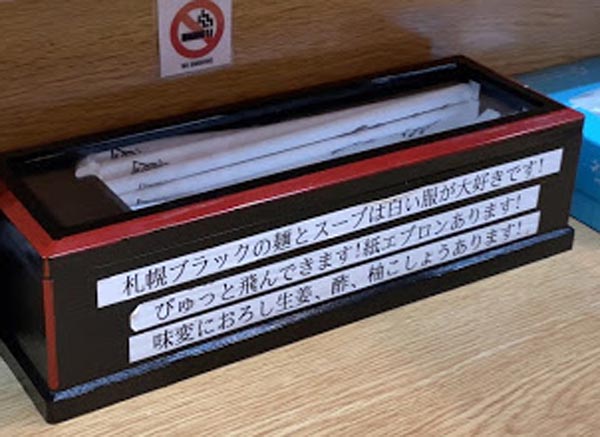 NO SMOKING
札幌ブラックの麺とスープは白い服が大好きです!
びゅっと飛んできます!紙エプロンあります!
味変におろし生姜、酢、柚こしょうあります!